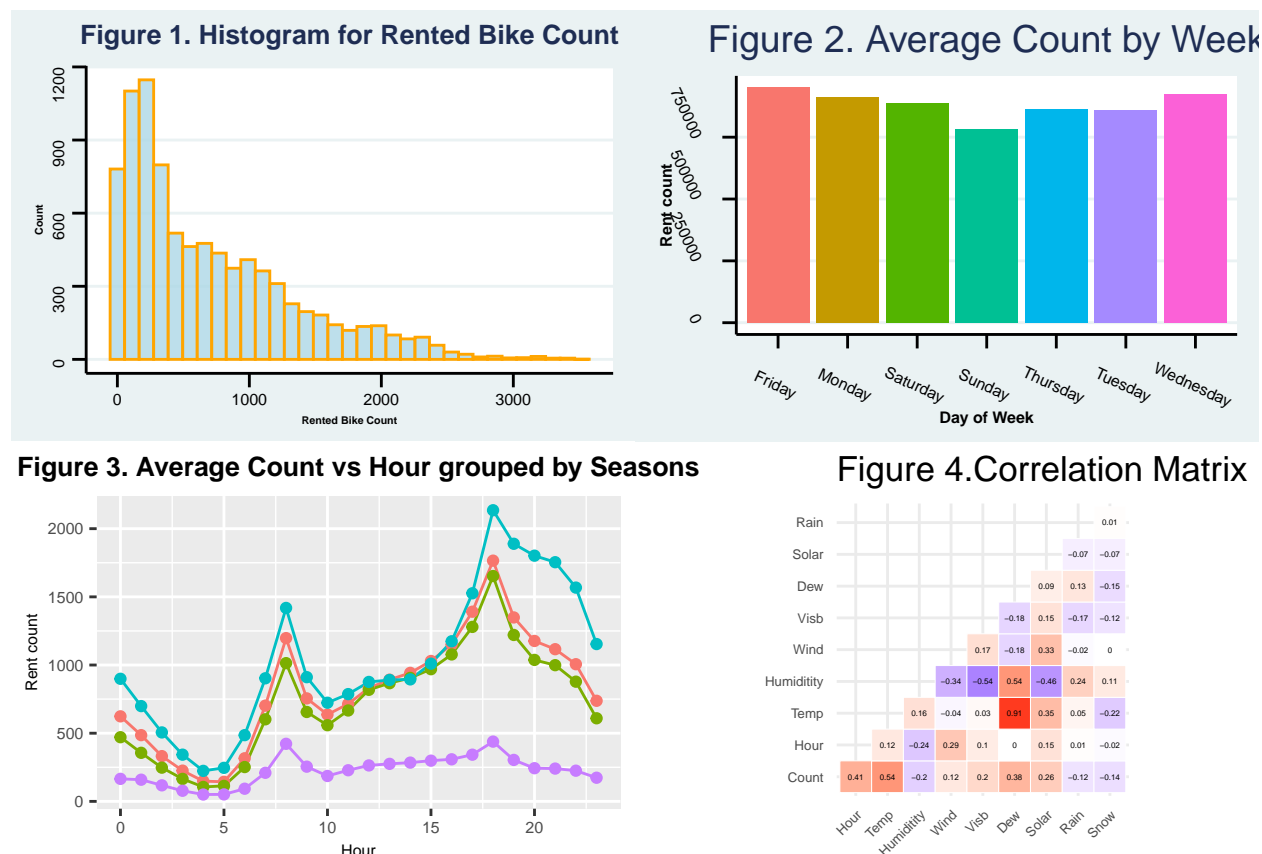 Figure 1. Histogram for Rented Bike Count
Count
1200
900
600
300
0
0 1000 2000 3000
Rented Bike Count
Figure 2. Average Count by Week
Rent count
750000
500000
250000
0
Friday Monday Saturday Sunday Thursday Tuesday Wednesday
Day of Week
Figure 3. Average Count vs Hour grouped by Seasons
Rent count
2000
1500
1000
500
0
0 5 10 15 20
Hour
Figure 4.Correlation Matrix
Rain 0.01
Solar −0.07 −0.07
Dew 0.09 0.13 −0.15
Visb −0.18 0.15 −0.17 −0.12
Wind 0.17 −0.18 0.33 −0.02 0
Humiditity −0.34 −0.54 0.54 −0.46 0.24 0.11
Temp 0.16 −0.04 0.03 0.91 0.35 0.05 −0.22
Hour 0.12 −0.24 0.29 0.1 0 0.15 0.01 −0.02
Count 0.41 0.54 −0.2 0.12 0.2 0.38 0.26 −0.12 −0.14
Hour Temp Humiditity Wind Visb Dew Solar Rain Snow